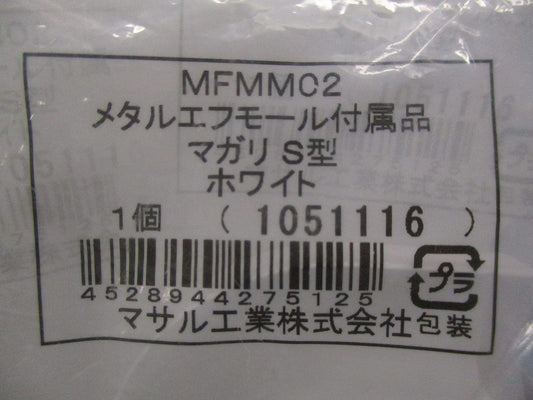 MFMMC2
メタルエフモール付属品
マガリ S型
ホワイト
1個 (1051116)
4528944275125
プラ
マサル工業株式会社包装
1051116